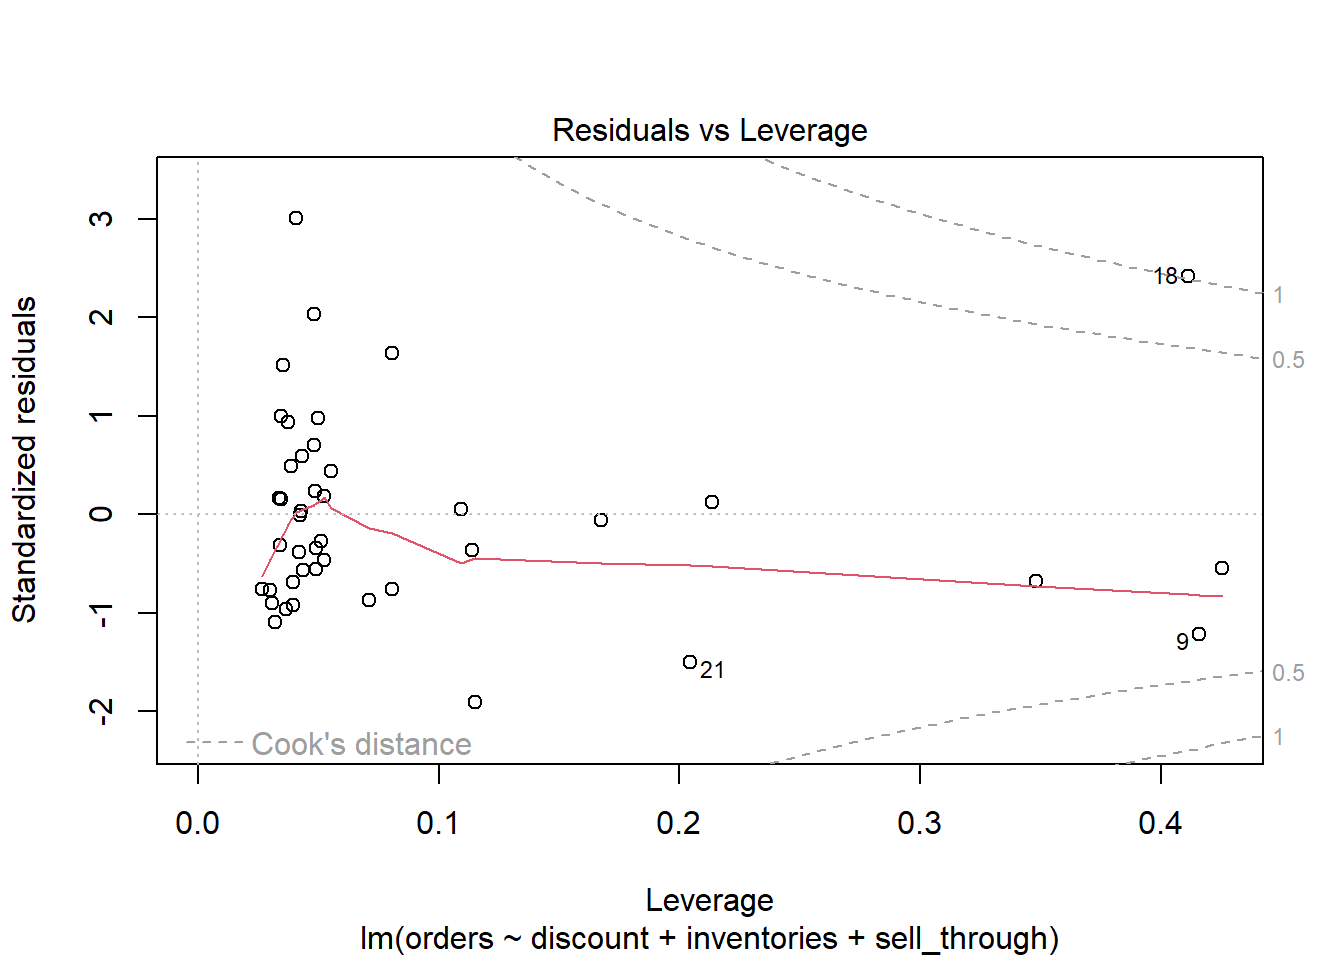 Residuals vs Leverage
Standardized residuals
3
2
1
0
-1
-2
18
21
9
1
0.5
0.5
1
Cook's distance
0.0 0.1 0.2 0.3 0.4
Leverage
lm(orders ~ discount + inventories + sell_through)